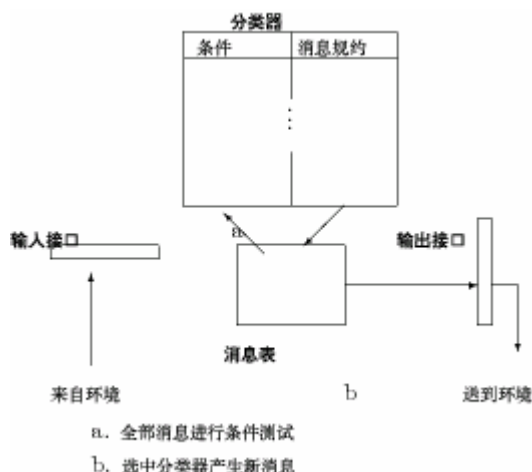 分类器
条件 消息规约
a
输入接口
输出接口
消息表
来自环境
b
送到环境
a. 全部消息进行条件测试
b. 选中分类器产生新消息